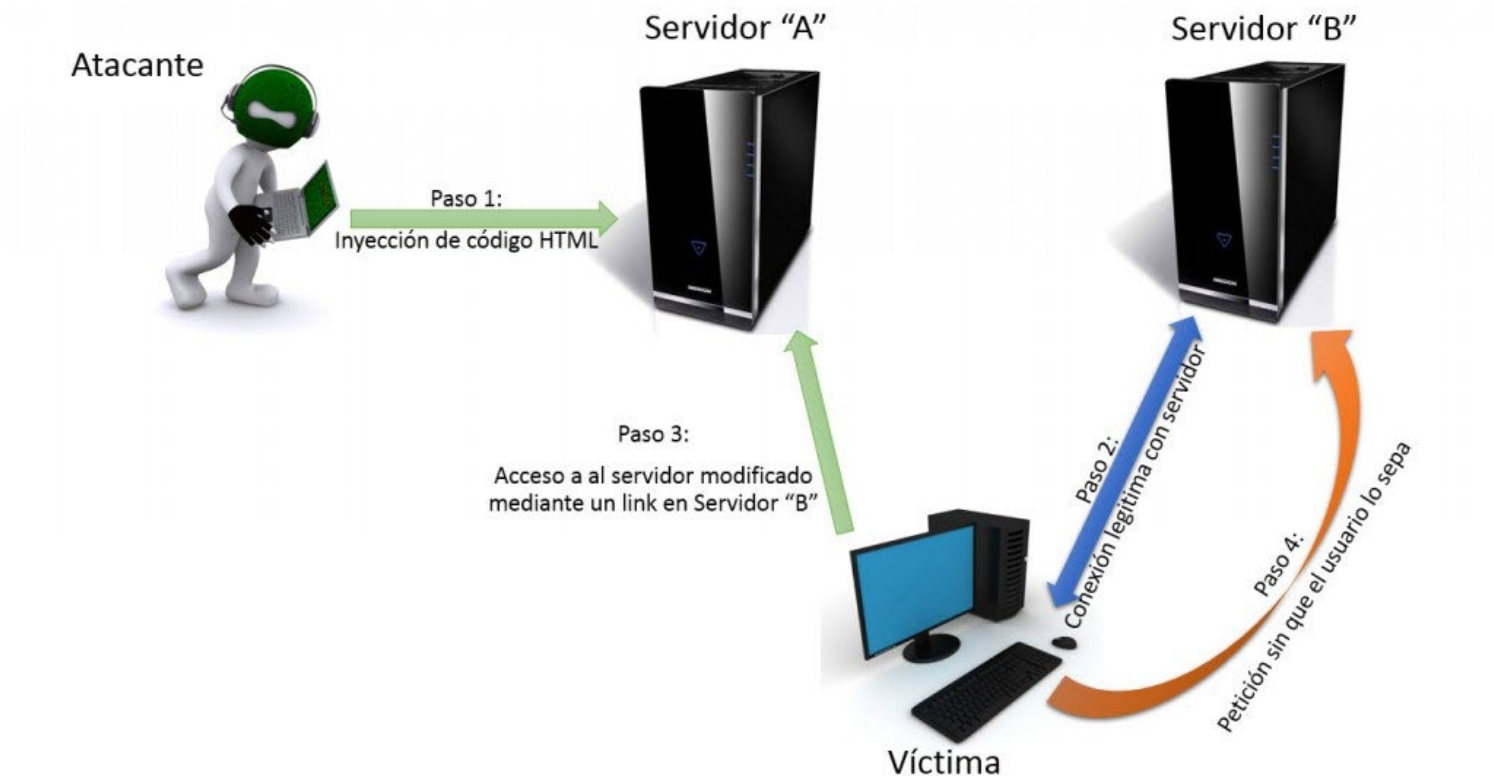 Atacante
Servidor “A”
Servidor “B”
Paso 1:
Inyección de código HTML
Paso 3:
Acceso a al servidor modificado
mediante un link en Servidor “B”
Paso 2:
Conexión legitima con servidor
Paso 4:
Petición sin que el usuario lo sepa
Víctima